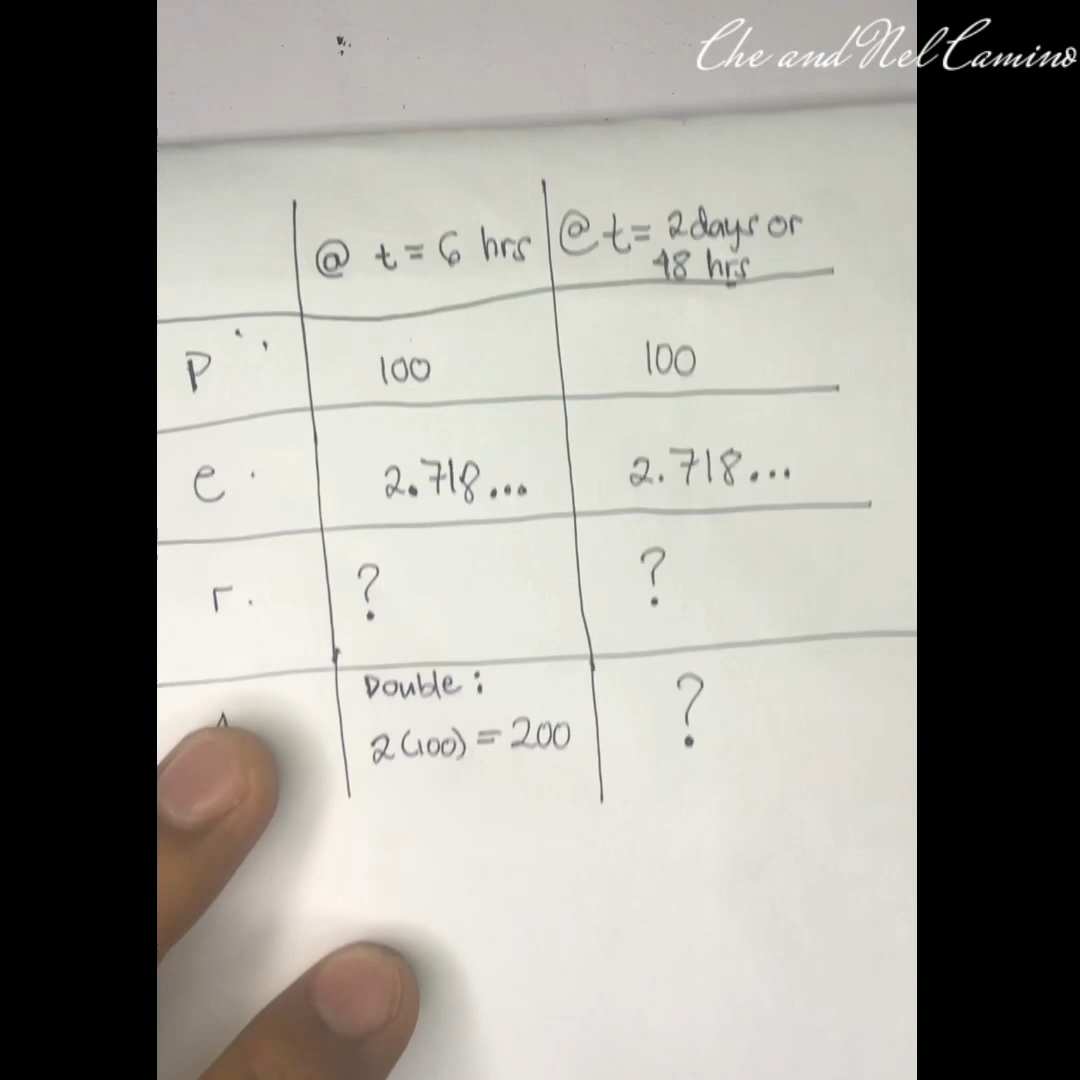 Che and Nel Camino
@ t = 6 hrs
@ t = 2 days or
48 hrs
P
100
100
e
2.718...
2.718...
r
?
?
A
Double:
2(100) = 200
?